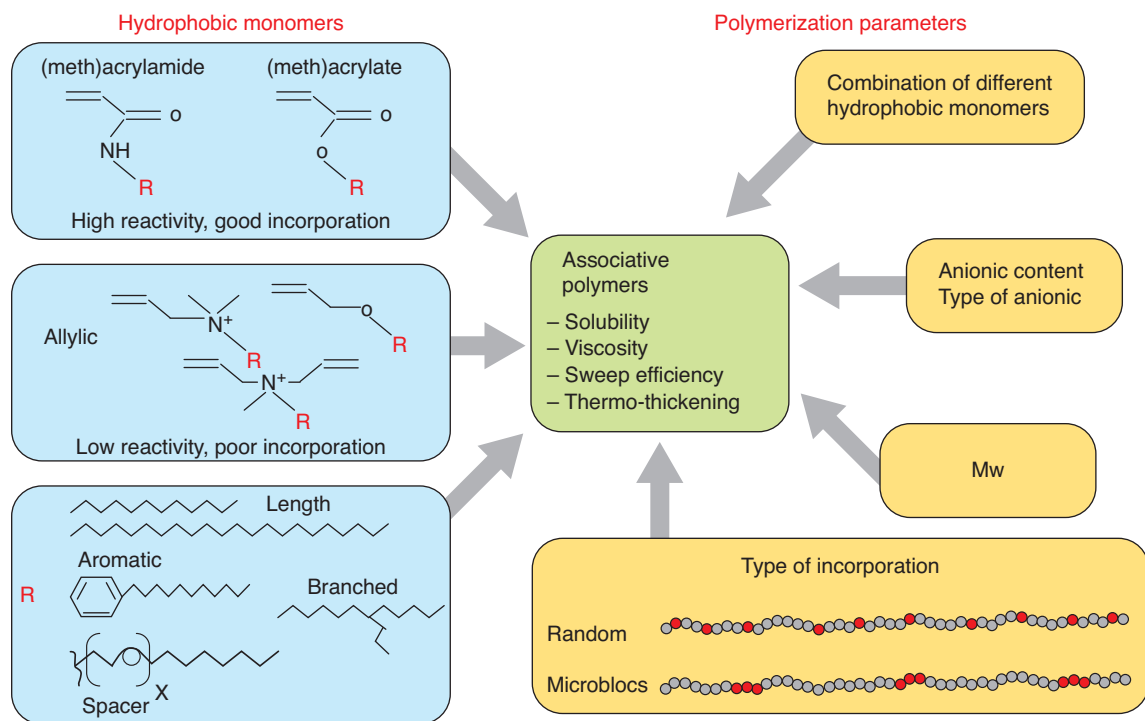 Hydrophobic monomers
(meth)acrylamide (meth)acrylate
o o
NH o
R R
High reactivity, good incorporation
Allylic
N+ o
R R
N+
R
Low reactivity, poor incorporation
Length
Aromatic
R
Branched
X
Spacer
Associative
polymers
– Solubility
– Viscosity
– Sweep efficiency
– Thermo-thickening
Polymerization parameters
Combination of different
hydrophobic monomers
Anionic content
Type of anionic
Mw
Type of incorporation
Random
Microblocs